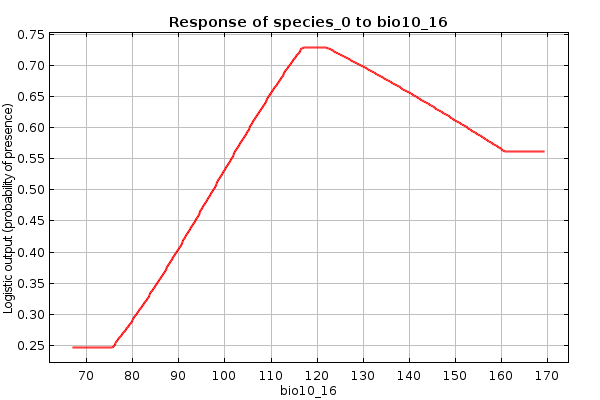 Response of species_0 to bio10_16
Logistic output (probability of presence)
0.75
0.70
0.65
0.60
0.55
0.50
0.45
0.40
0.35
0.30
0.25
70 80 90 100 110 120 130 140 150 160 170
bio10_16